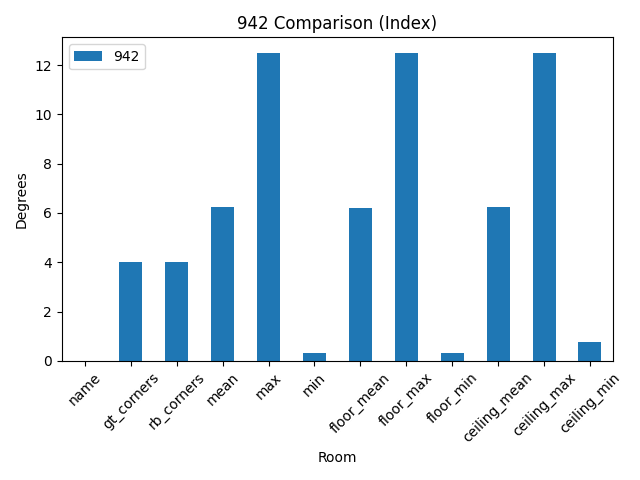 942 Comparison (Index)
942
12
10
8
6
4
2
0
Degrees
name
gt_corners
rb_corners
mean
max
min
floor_mean
floor_max
floor_min
ceiling_mean
ceiling_max
ceiling_min
Room